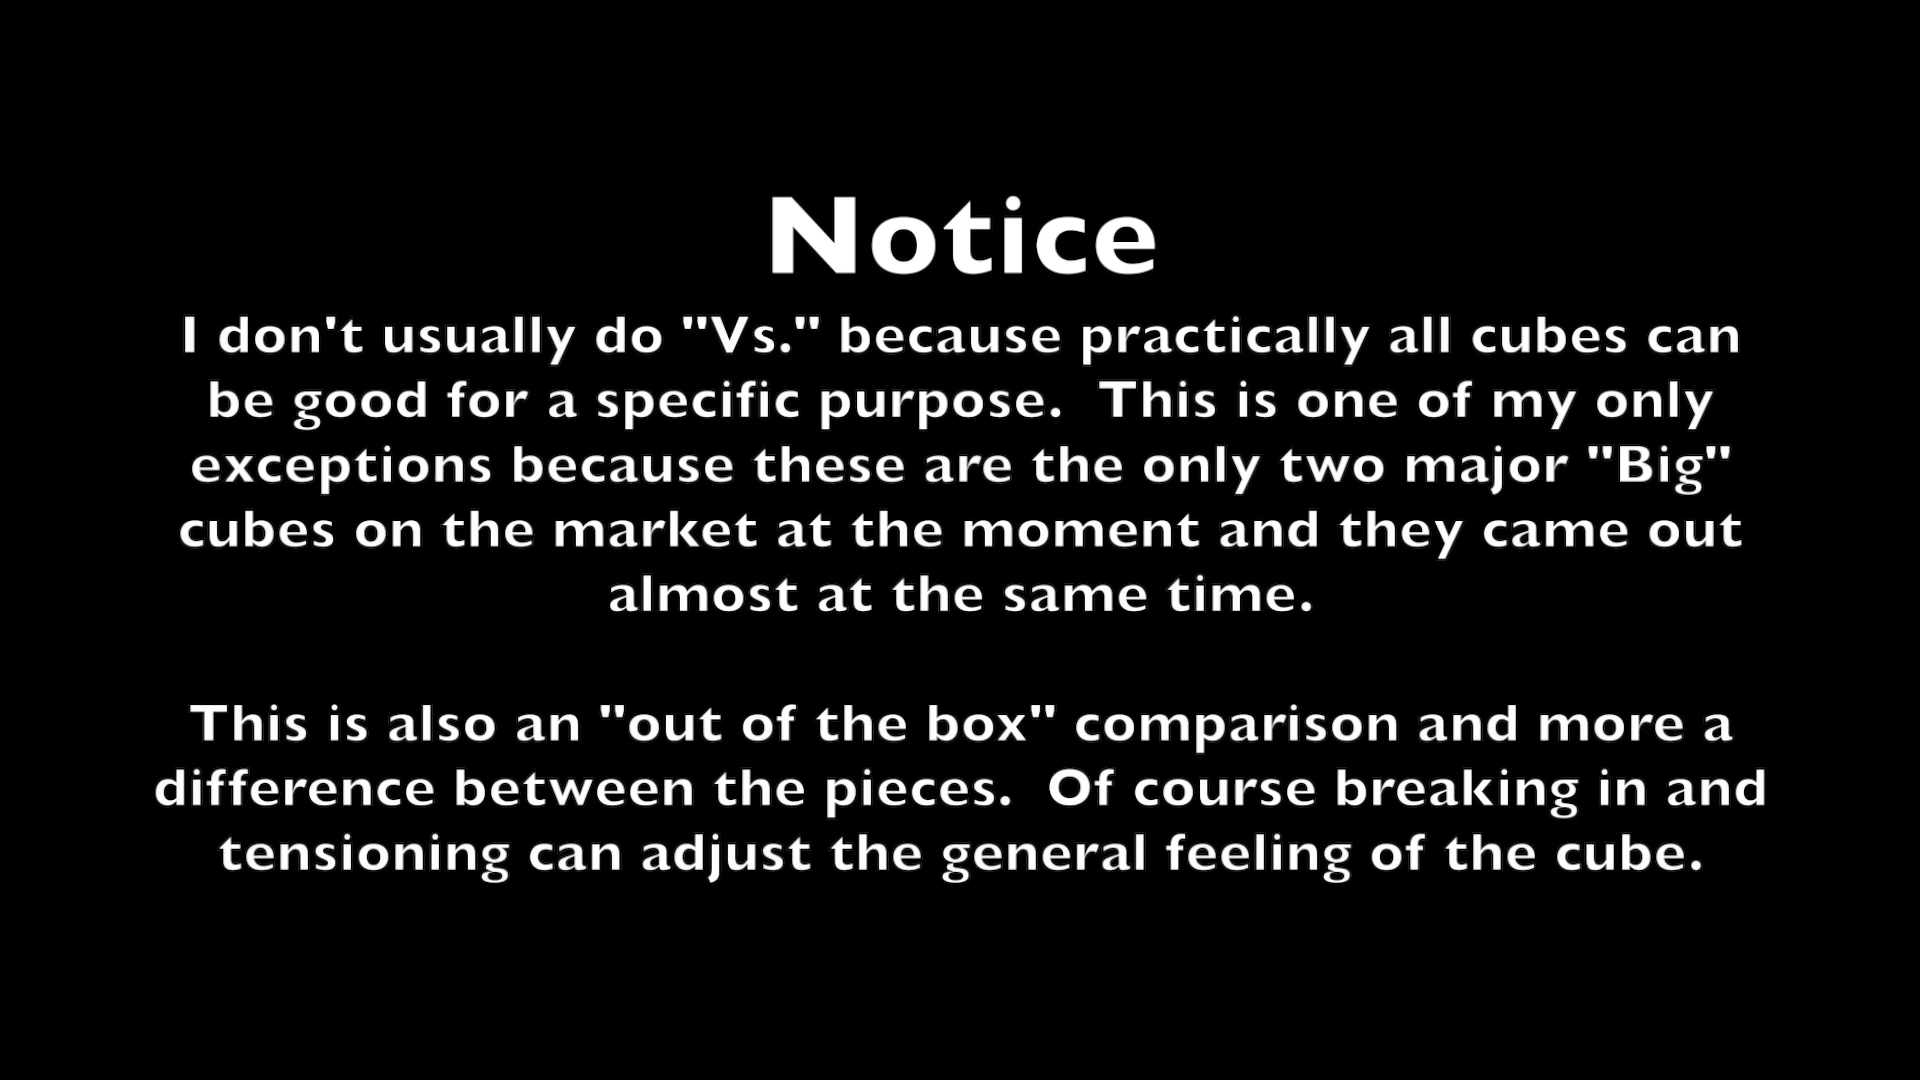 Notice
I don't usually do "Vs." because practically all cubes can
be good for a specific purpose.  This is one of my only
exceptions because these are the only two major "Big"
cubes on the market at the moment and they came out
almost at the same time.
This is also an "out of the box" comparison and more a
difference between the pieces.  Of course breaking in and
tensioning can adjust the general feeling of the cube.